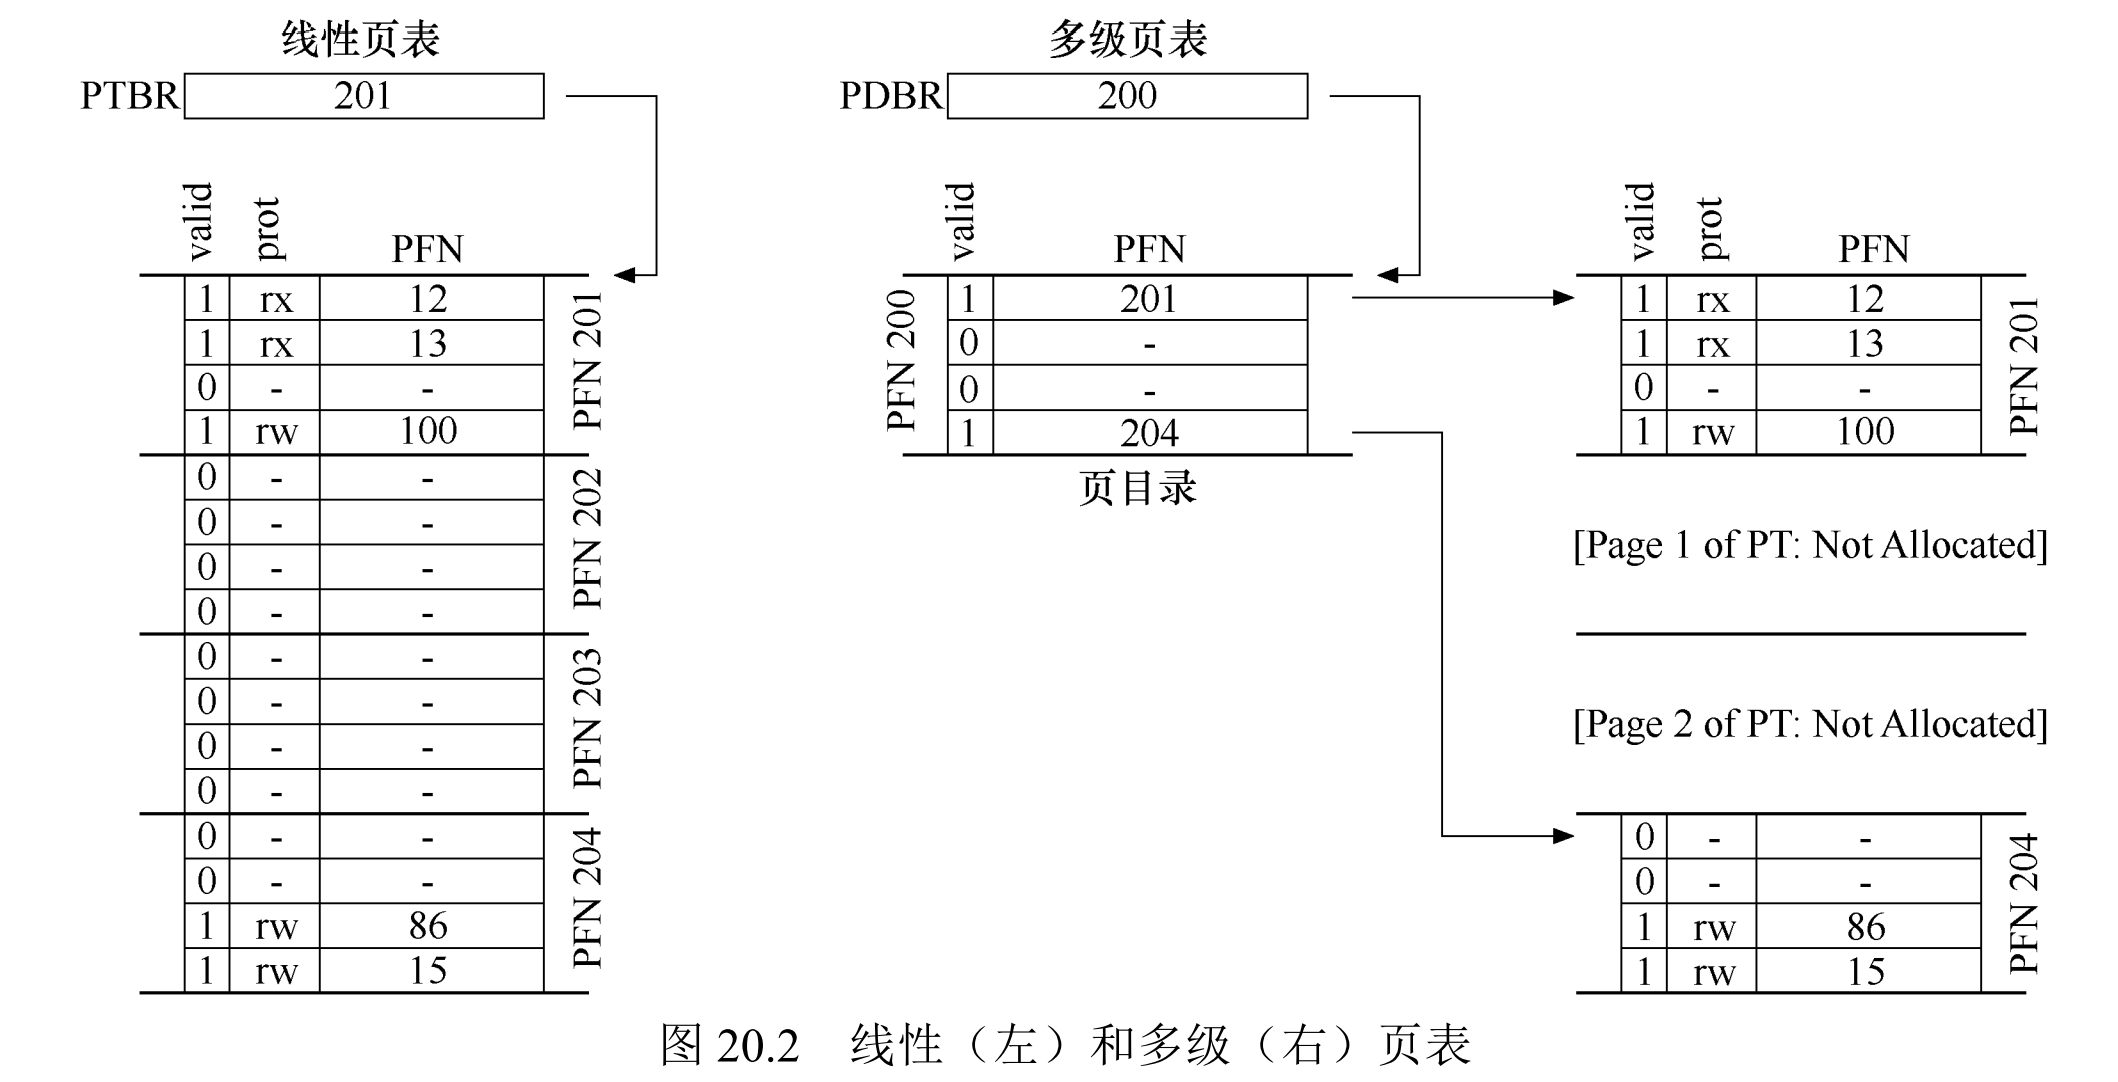 线性页表
PTBR 201
valid prot PFN
1 rx 12
1 rx 13
0 - -
1 rw 100
PFN 201
0 - -
0 - -
0 - -
0 - -
PFN 202
0 - -
0 - -
0 - -
0 - -
PFN 203
0 - -
0 - -
1 rw 86
1 rw 15
PFN 204
多级页表
PDBR 200
valid PFN
PFN 200
1 201
0 -
0 -
1 204
页目录
valid prot PFN
1 rx 12
1 rx 13
0 - -
1 rw 100
PFN 201
[Page 1 of PT: Not Allocated]
[Page 2 of PT: Not Allocated]
0 - -
0 - -
1 rw 86
1 rw 15
PFN 204
图 20.2 线性（左）和多级（右）页表